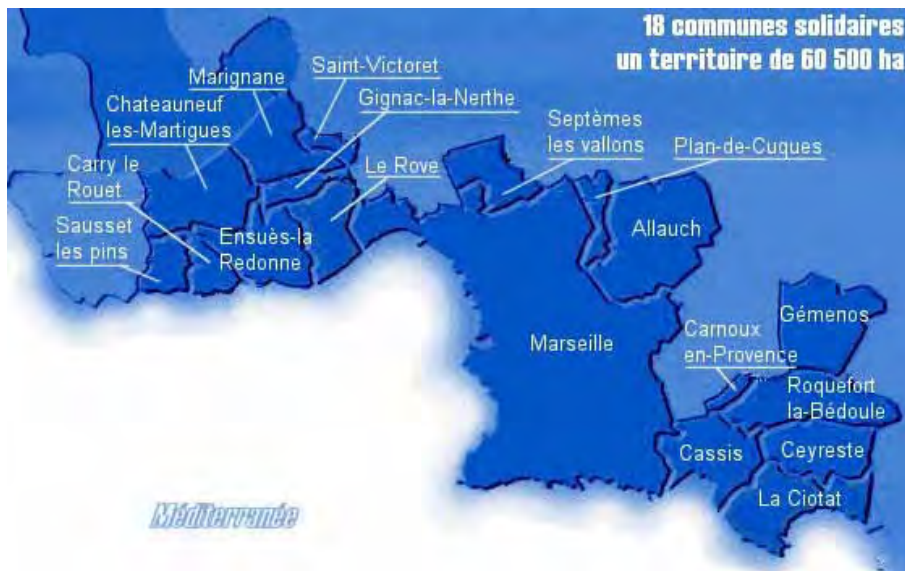 18 communes solidaires
un territoire de 60 500 ha
Saint-Victoret
Marignane
Gignac-la-Nerthe
Chateauneuf
les-Martigues
Septèmes
les vallons
Plan-de-Cuques
Carry le
Rouet
Le Rove
Sausset
les pins
Ensuès-la
Redonne
Allauch
Marseille
Gémenos
Carnoux
en-Provence
Roquefort
la-Bédoule
Cassis
Ceyreste
La Ciotat
Méditerranée